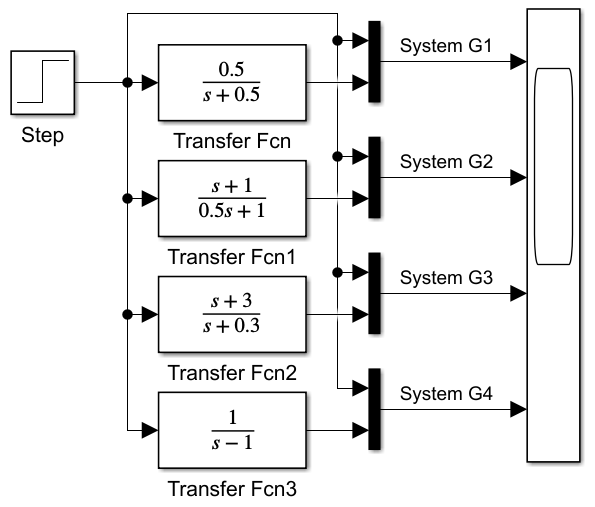 System G1
0.5
s + 0.5
Step
Transfer Fcn
System G2
s + 1
0.5s + 1
Transfer Fcn1
System G3
s + 3
s + 0.3
Transfer Fcn2
System G4
1
s − 1
Transfer Fcn3